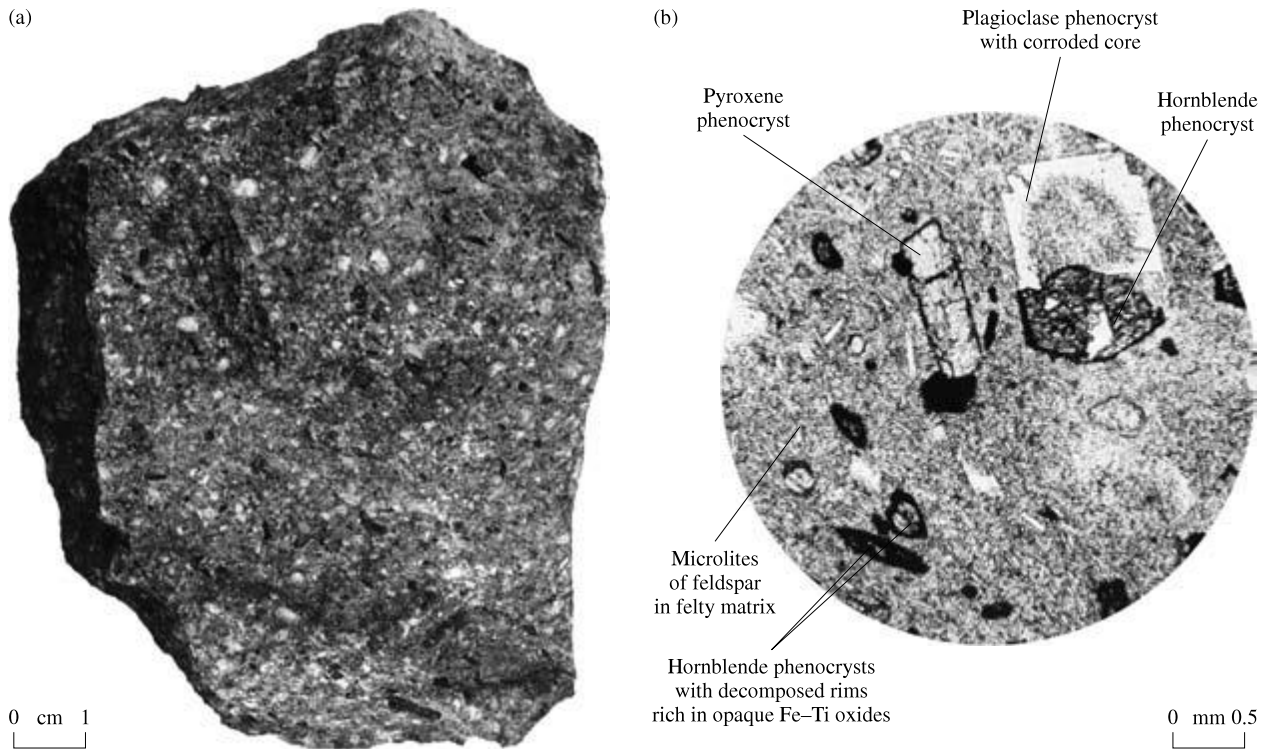 (a)
(b)
Plagioclase phenocryst
with corroded core
Pyroxene
phenocryst
Hornblende
phenocryst
Microlites
of feldspar
in felty matrix
Hornblende phenocrysts
with decomposed rims
rich in opaque Fe–Ti oxides
0 cm 1
0 mm 0.5